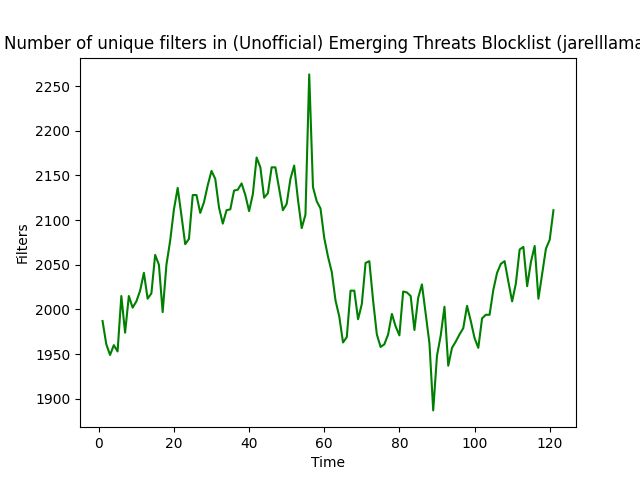 Number of unique filters in (Unofficial) Emerging Threats Blocklist (jarelllama
2250
2200
2150
2100
2050
2000
1950
1900
Filters
0 20 40 60 80 100 120
Time